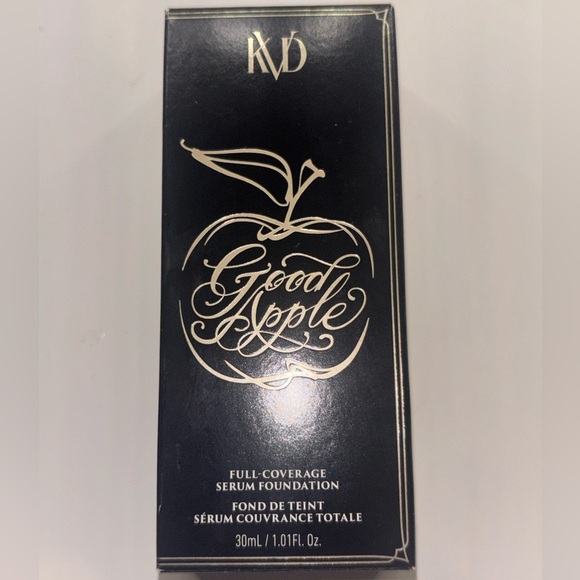 KVD
Good
Apple
FULL-COVERAGE
SERUM FOUNDATION
FOND DE TEINT
SÉRUM COUVRANCE TOTALE
30mL / 1.01Fl. Oz.